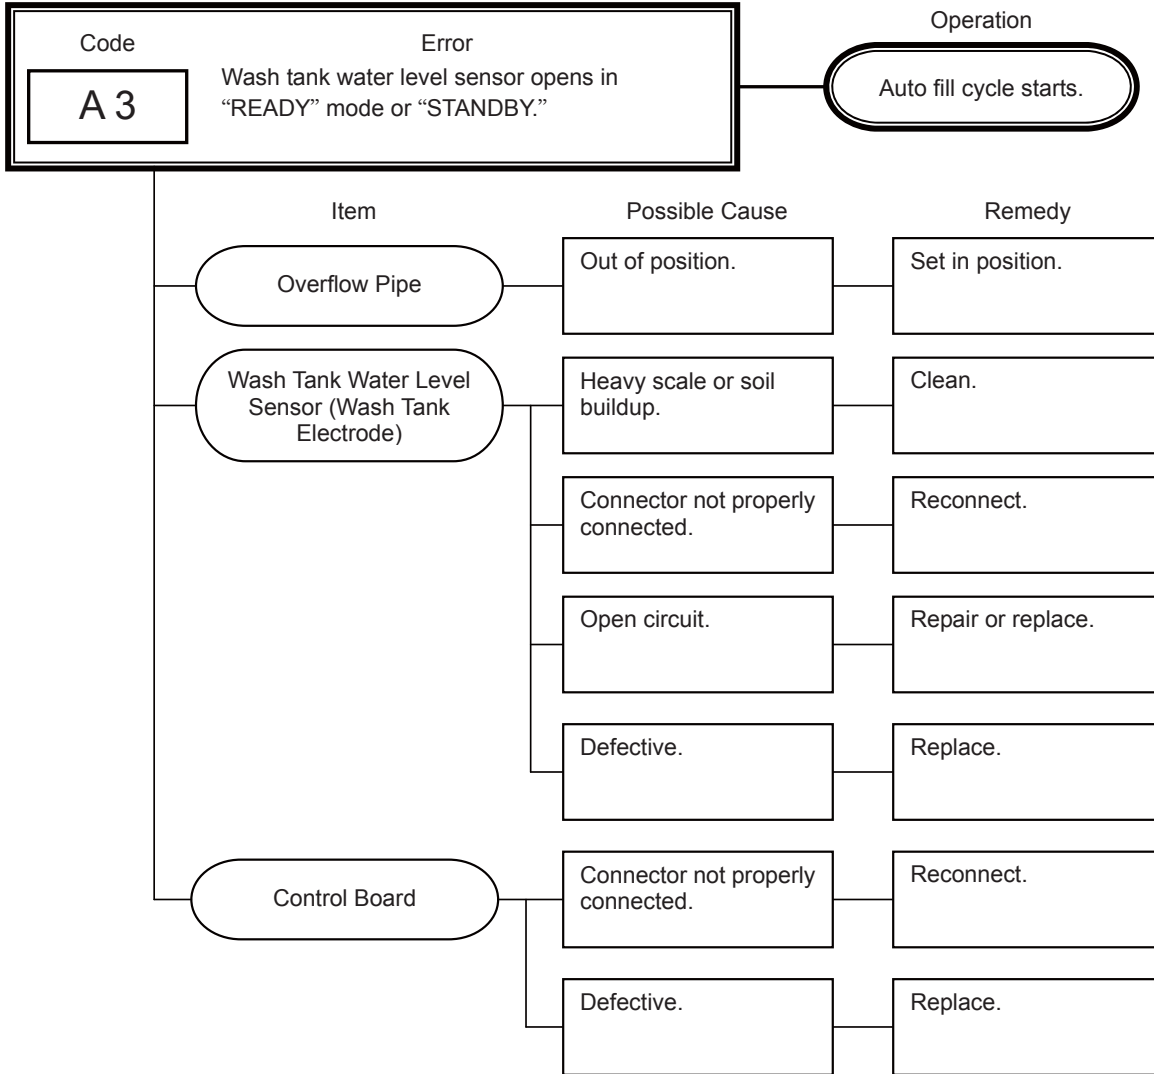 Operation
Code
Error
A 3
Wash tank water level sensor opens in
“READY” mode or “STANDBY.”
Auto fill cycle starts.
Item
Possible Cause
Remedy
Overflow Pipe
Out of position.
Set in position.
Wash Tank Water Level
Sensor (Wash Tank
Electrode)
Heavy scale or soil
buildup.
Clean.
Connector not properly
connected.
Reconnect.
Open circuit.
Repair or replace.
Defective.
Replace.
Control Board
Connector not properly
connected.
Reconnect.
Defective.
Replace.